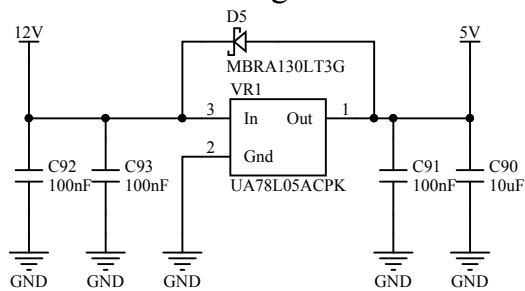 D5
12V
5V
MBRA130LT3G
VR1
3 In Out 1
2 Gnd
UA78L05ACPK
C92
100nF
C93
100nF
C91
100nF
C90
10uF
GND GND GND GND GND